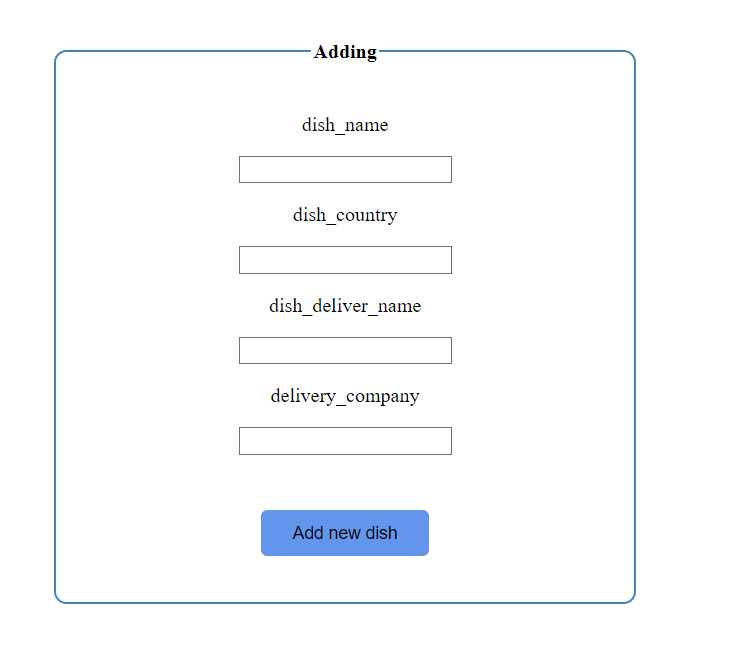 Adding
dish_name
dish_country
dish_deliver_name
delivery_company
Add new dish